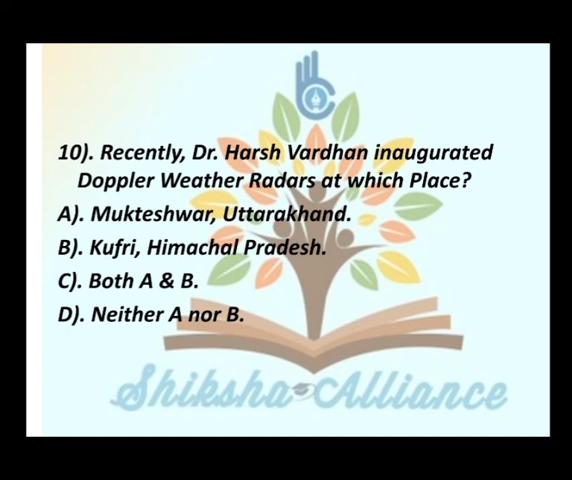 10). Recently, Dr. Harsh Vardhan inaugurated
Doppler Weather Radars at which Place?
A). Mukteshwar, Uttarakhand.
B). Kufri, Himachal Pradesh.
C). Both A & B.
D). Neither A nor B.
Shiksha Alliance